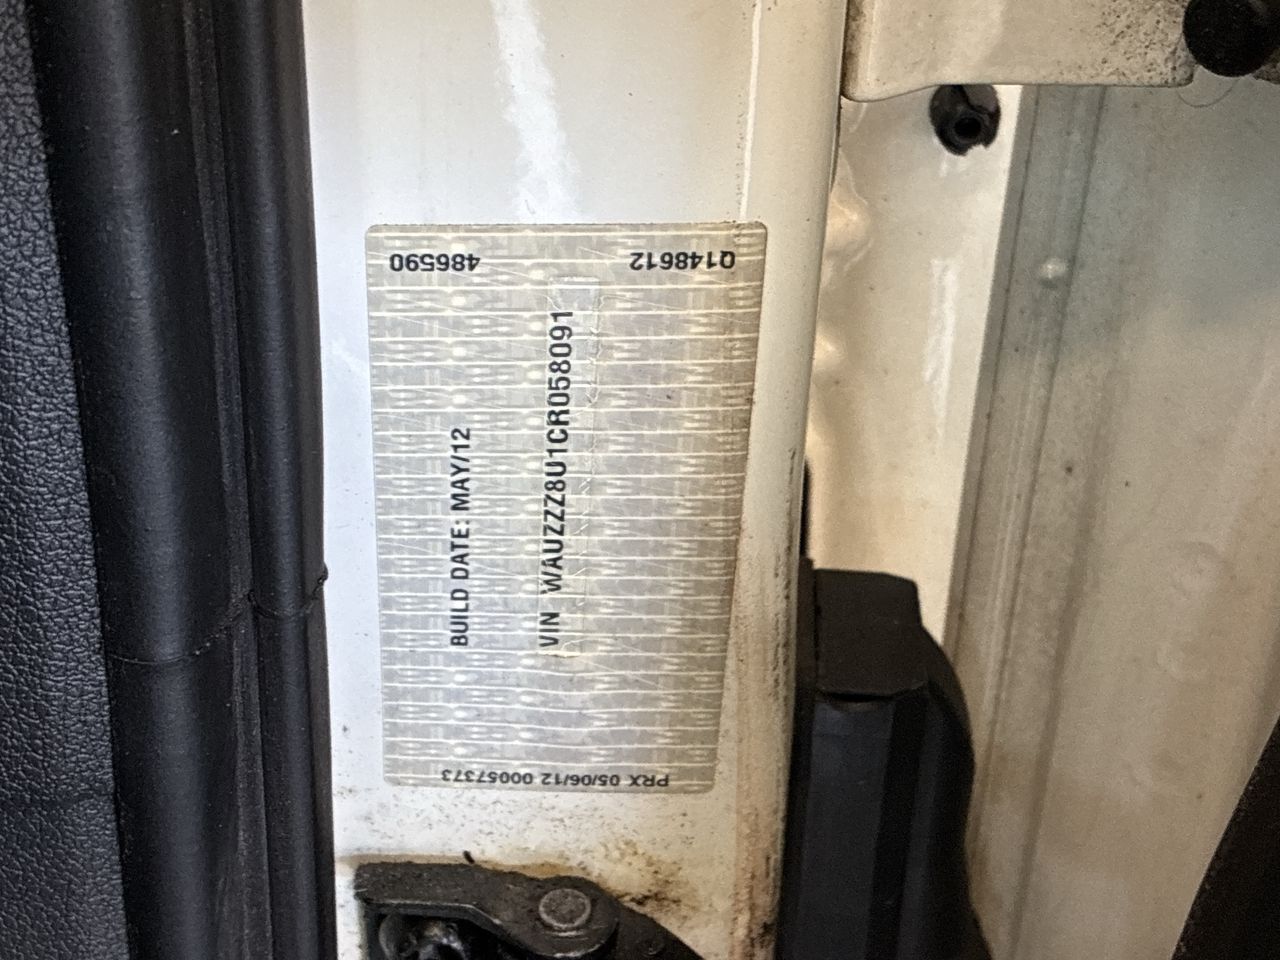 486590
Q148612
BUILD DATE: MAY/12
VIN WAUZZZ8U1CR058091
PRX 05/06/12 00057373